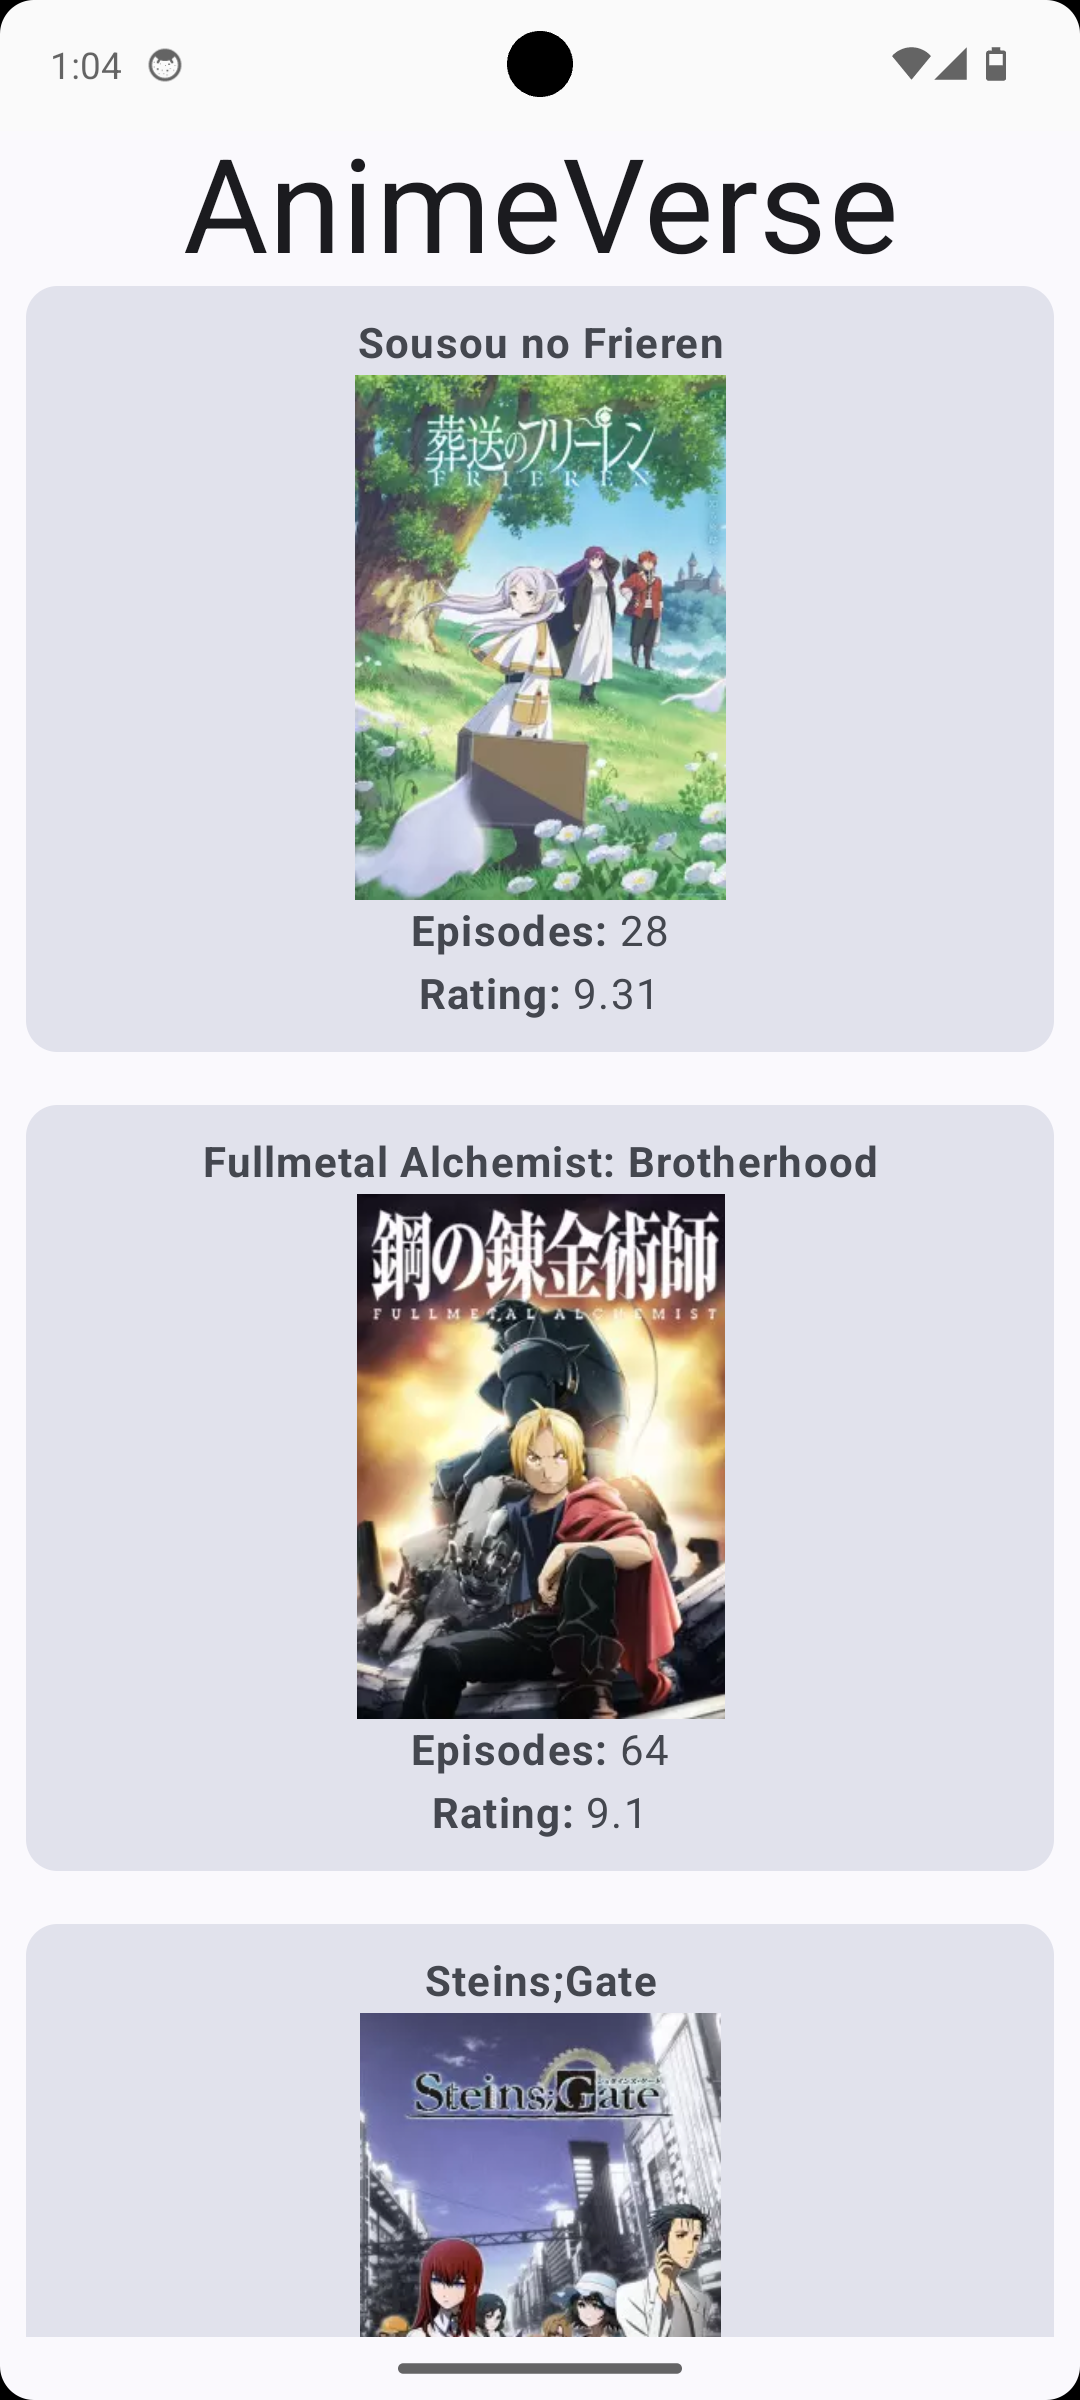 1:04
AnimeVerse
Sousou no Frieren
葬送のフリーレン
FRIEREN
Episodes: 28
Rating: 9.31
Fullmetal Alchemist: Brotherhood
鋼の錬金術師
FULLMETAL ALCHEMIST
Episodes: 64
Rating: 9.1
Steins;Gate
Steins;Gate